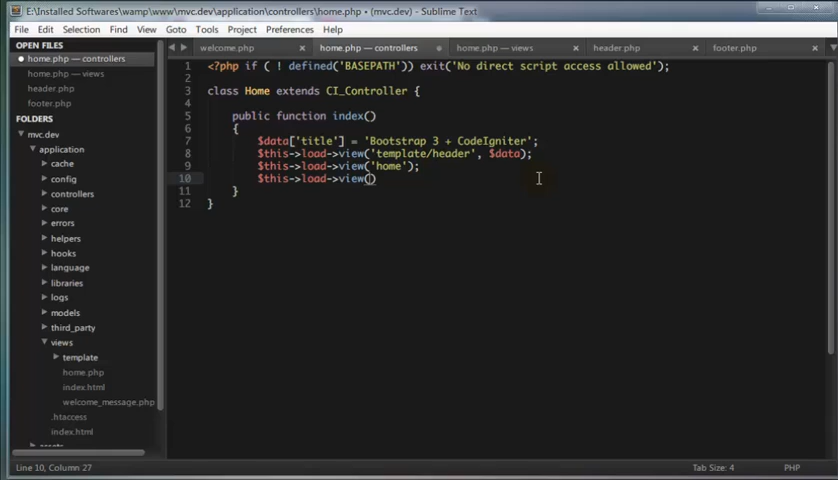 E:\Installed Softwares\wamp\www\mvc.dev\application\controllers\home.php • (mvc.dev) - Sublime Text
File Edit Selection Find View Goto Tools Project Preferences Help
OPEN FILES
home.php — controllers
home.php — views
header.php
footer.php
FOLDERS
mvc.dev
application
cache
config
controllers
core
errors
helpers
hooks
language
libraries
logs
models
third_party
views
template
home.php
index.html
welcome_message.php
.htaccess
index.html
welcome.php home.php — controllers home.php — views header.php footer.php
1 <?php if ( ! defined('BASEPATH')) exit('No direct script access allowed');
2
3 class Home extends CI_Controller {
4
5 public function index()
6 {
7 $data['title'] = 'Bootstrap 3 + CodeIgniter';
8 $this->load->view('template/header', $data);
9 $this->load->view('home');
10 $this->load->view()
11 }
12 }
Line 10, Column 27 Tab Size: 4 PHP